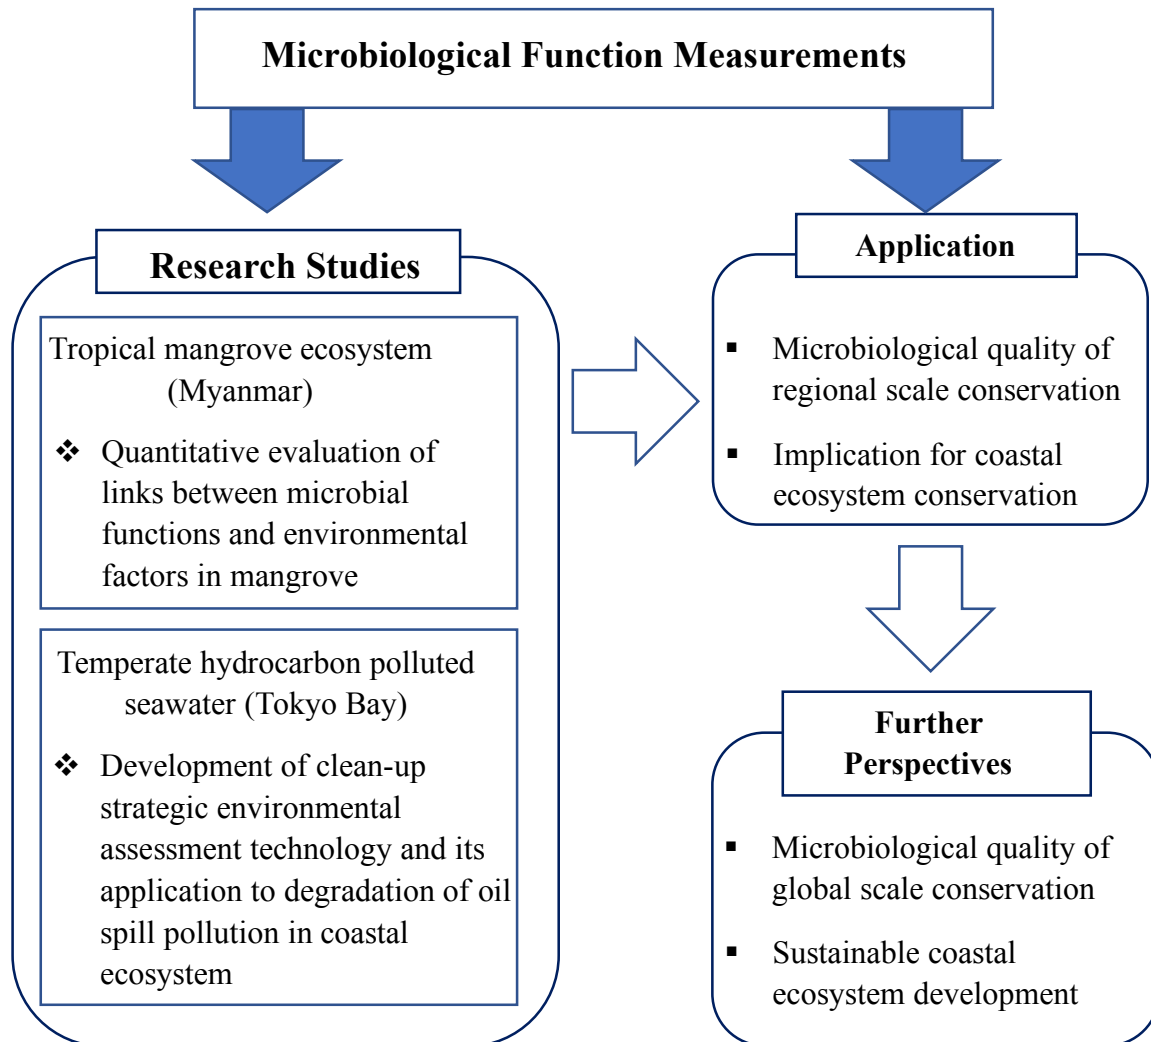 Microbiological Function Measurements
Research Studies
Tropical mangrove ecosystem
(Myanmar)
❖ Quantitative evaluation of
links between microbial
functions and environmental
factors in mangrove
Temperate hydrocarbon polluted
seawater (Tokyo Bay)
❖ Development of clean-up
strategic environmental
assessment technology and its
application to degradation of oil
spill pollution in coastal
ecosystem
Application
▪ Microbiological quality of
regional scale conservation
▪ Implication for coastal
ecosystem conservation
Further
Perspectives
▪ Microbiological quality of
global scale conservation
▪ Sustainable coastal
ecosystem development